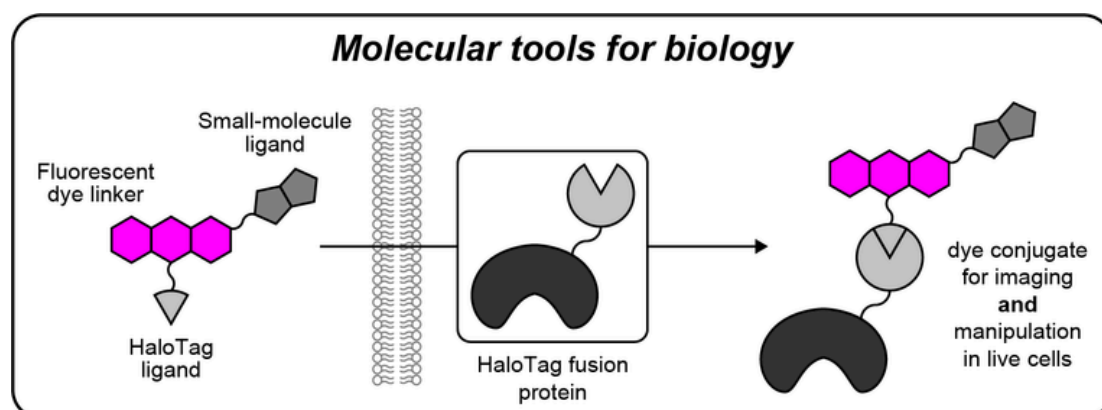 Molecular tools for biology
Small-molecule
ligand
Fluorescent
dye linker
HaloTag
ligand
HaloTag fusion
protein
dye conjugate
for imaging
and
manipulation
in live cells